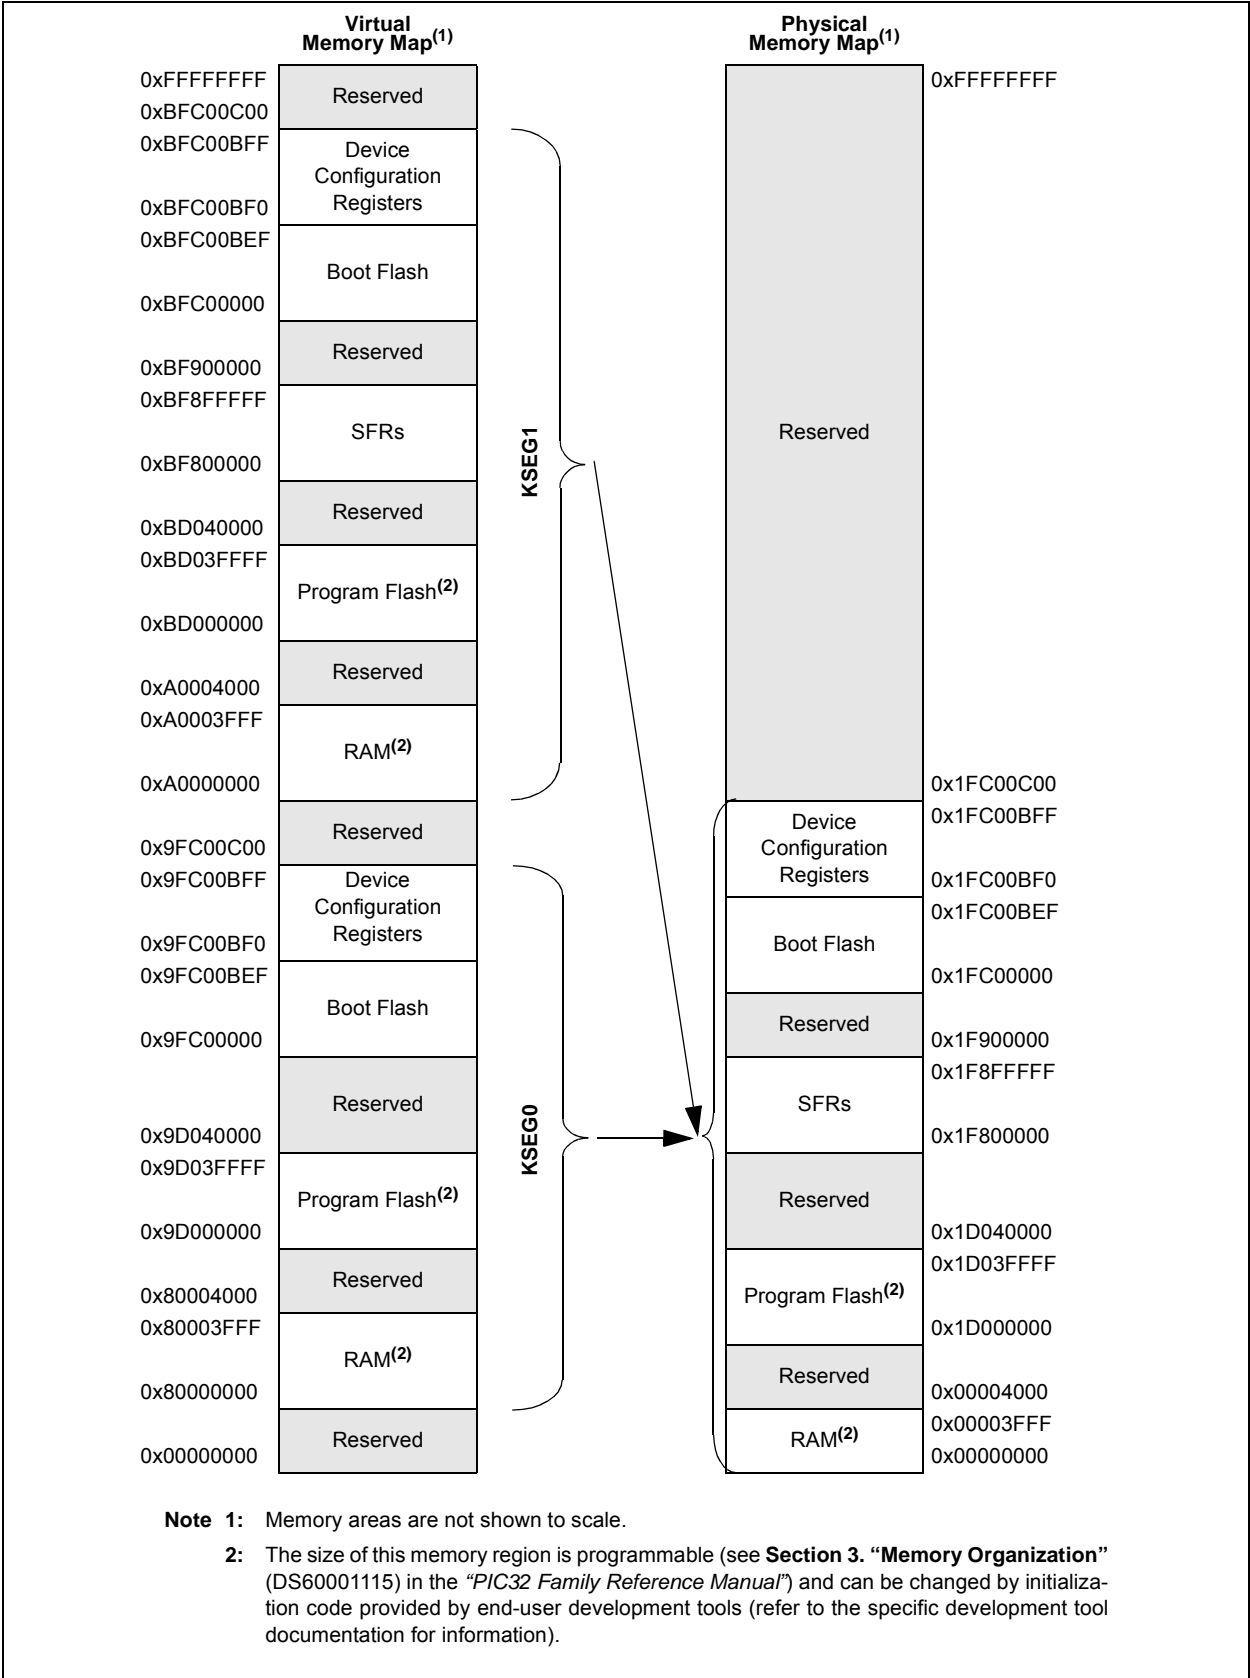 Virtual
Memory Map(1)
Physical
Memory Map(1)
0xFFFFFFFF
Reserved
0xBFC00C00
0xBFC00BFF
Device
Configuration
Registers
0xBFC00BF0
0xBFC00BEF
Boot Flash
0xBFC00000
Reserved
0xBF900000
0xBF8FFFFF
SFRs
0xBF800000
Reserved
0xBD040000
0xBD03FFFF
Program Flash(2)
0xBD000000
Reserved
0xA0004000
0xA0003FFF
RAM(2)
0xA0000000
Reserved
0x9FC00C00
0x9FC00BFF
Device
Configuration
Registers
0x9FC00BF0
0x9FC00BEF
Boot Flash
0x9FC00000
Reserved
0x9D040000
0x9D03FFFF
Program Flash(2)
0x9D000000
Reserved
0x80004000
0x80003FFF
RAM(2)
0x80000000
Reserved
0x00000000
KSEG1
KSEG0
0xFFFFFFFF
Reserved
0x1FC00C00
0x1FC00BFF
Device
Configuration
Registers
0x1FC00BF0
0x1FC00BEF
Boot Flash
0x1FC00000
Reserved
0x1F900000
0x1F8FFFFF
SFRs
0x1F800000
Reserved
0x1D040000
0x1D03FFFF
Program Flash(2)
0x1D000000
Reserved
0x00004000
0x00003FFF
RAM(2)
0x00000000
Note 1: Memory areas are not shown to scale.
2: The size of this memory region is programmable (see Section 3. “Memory Organization”
(DS60001115) in the “PIC32 Family Reference Manual”) and can be changed by initializa-
tion code provided by end-user development tools (refer to the specific development tool
documentation for information).